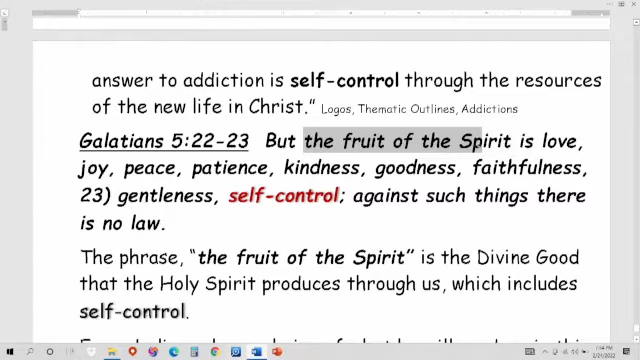 answer to addiction is self-control through the resources
of the new life in Christ.” Logos, Thematic Outlines, Addictions
Galatians 5:22-23 But the fruit of the Spirit is love,
joy, peace, patience, kindness, goodness, faithfulness,
23) gentleness, self-control; against such things there
is no law.
The phrase, “the fruit of the Spirit” is the Divine Good
that the Holy Spirit produces through us, which includes
self-control.
2/21/2022